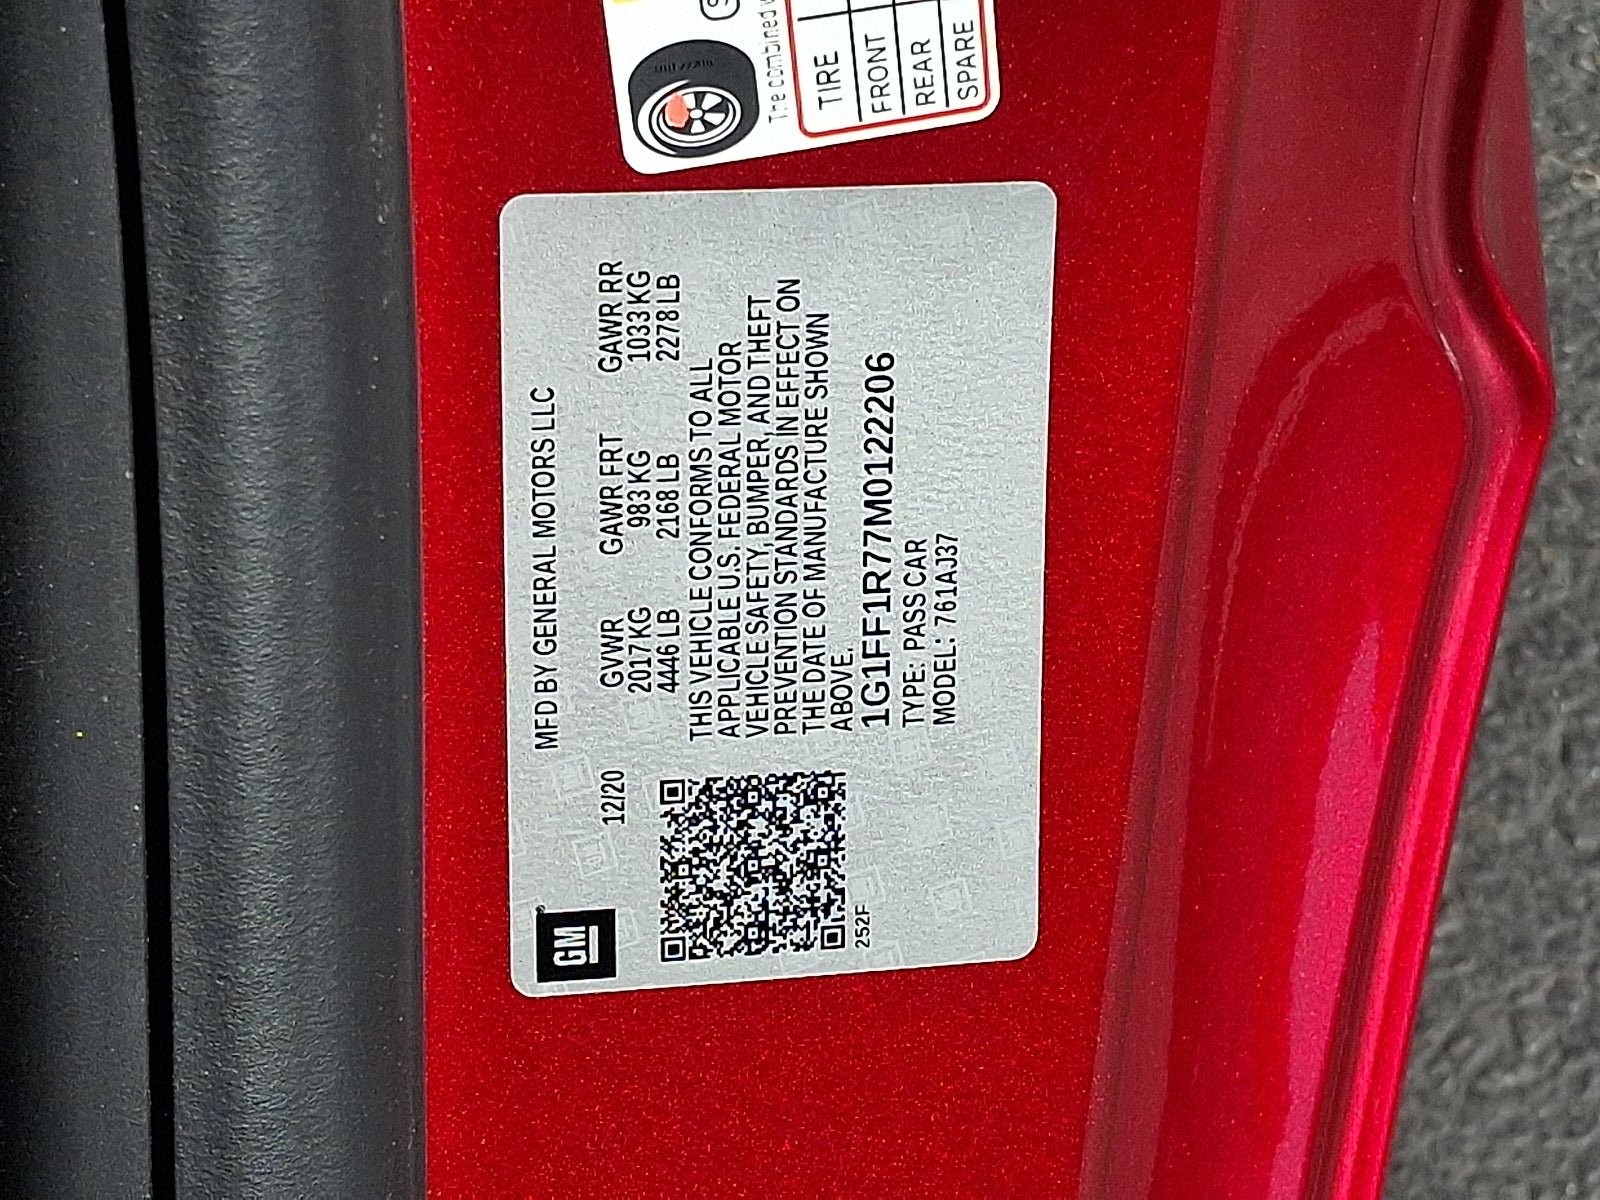 MFD BY GENERAL MOTORS LLC
12/20
GVWR GAWR FRT GAWR RR
2017 KG 983 KG 1033 KG
4446 LB 2168 LB 2278 LB
THIS VEHICLE CONFORMS TO ALL
APPLICABLE U.S. FEDERAL MOTOR
VEHICLE SAFETY, BUMPER, AND THEFT
PREVENTION STANDARDS IN EFFECT ON
THE DATE OF MANUFACTURE SHOWN
ABOVE.
1G1FF1R77M0122206
TYPE: PASS CAR
MODEL: 761AJ37
GM
252F
The combined
TIRE
FRONT
REAR
SPARE